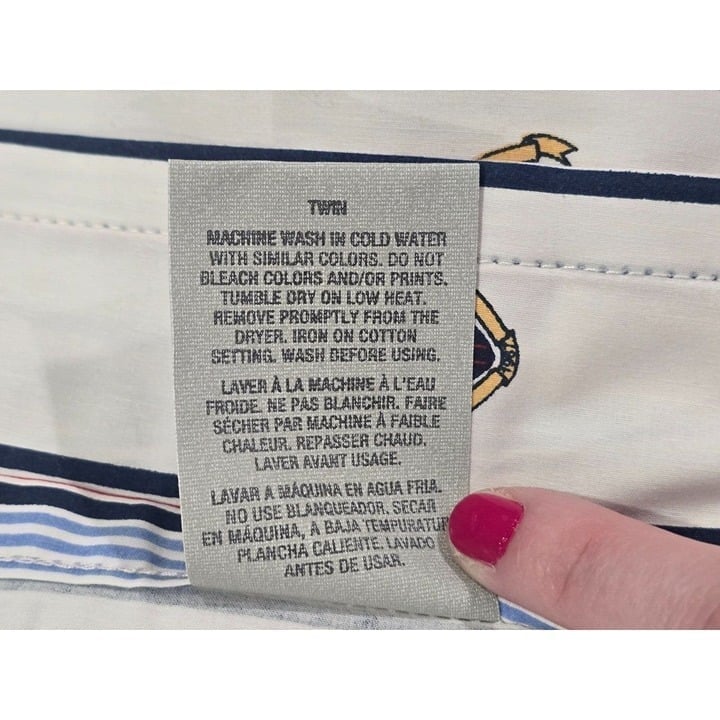 TWIN
MACHINE WASH IN COLD WATER
WITH SIMILAR COLORS. DO NOT
BLEACH COLORS AND/OR PRINTS.
TUMBLE DRY ON LOW HEAT.
REMOVE PROMPTLY FROM THE
DRYER. IRON ON COTTON
SETTING. WASH BEFORE USING.
LAVER À LA MACHINE À L'EAU
FROIDE. NE PAS BLANCHIR. FAIRE
SÉCHER PAR MACHINE À FAIBLE
CHALEUR. REPASSER CHAUD.
LAVER AVANT USAGE.
LAVAR A MÁQUINA EN AGUA FRIA.
NO USE BLANQUEADOR. SECAR
EN MÁQUINA, A BAJA TEMPURATUR
PLANCHA CALIENTE. LAVADO
ANTES DE USAR.
1967